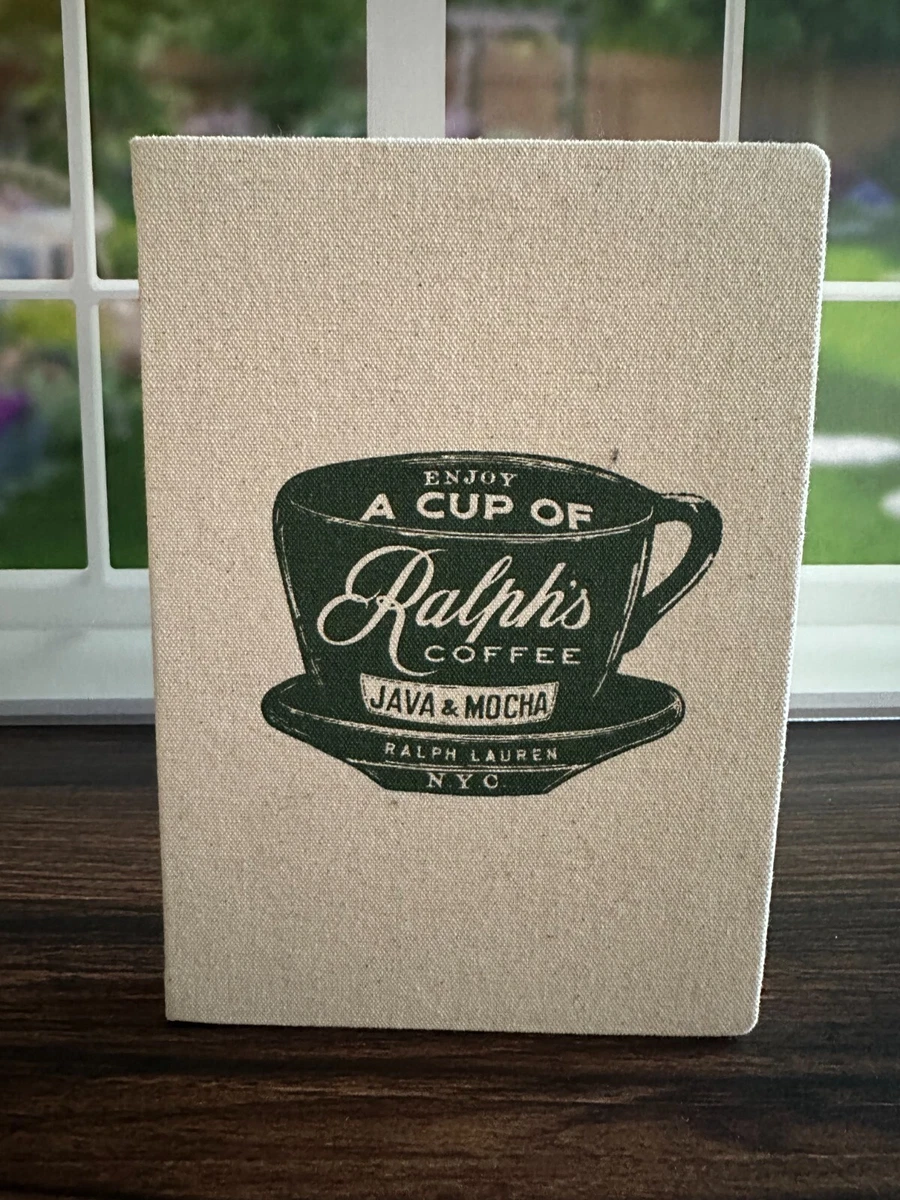 ENJOY
A CUP OF
Ralph's
COFFEE
JAVA & MOCHA
RALPH LAUREN
NYC